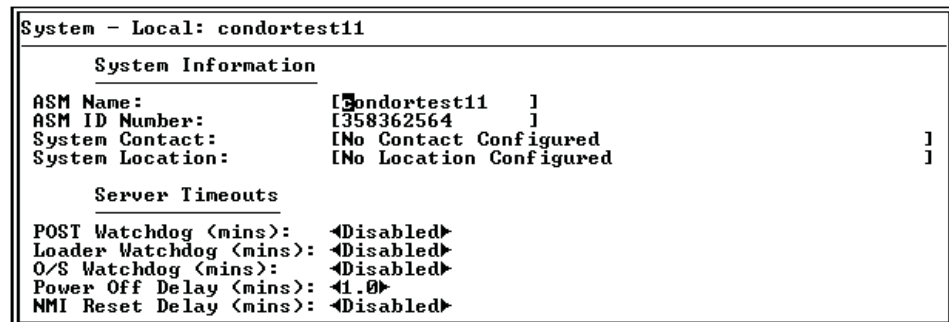 System - Local: condortest11
System Information
ASM Name: [condortest11 ]
ASM ID Number: [358362564 ]
System Contact: [No Contact Configured ]
System Location: [No Location Configured ]
Server Timeouts
POST Watchdog (mins): ◄Disabled►
Loader Watchdog (mins): ◄Disabled►
O/S Watchdog (mins): ◄Disabled►
Power Off Delay (mins): ◄1.0►
NMI Reset Delay (mins): ◄Disabled►